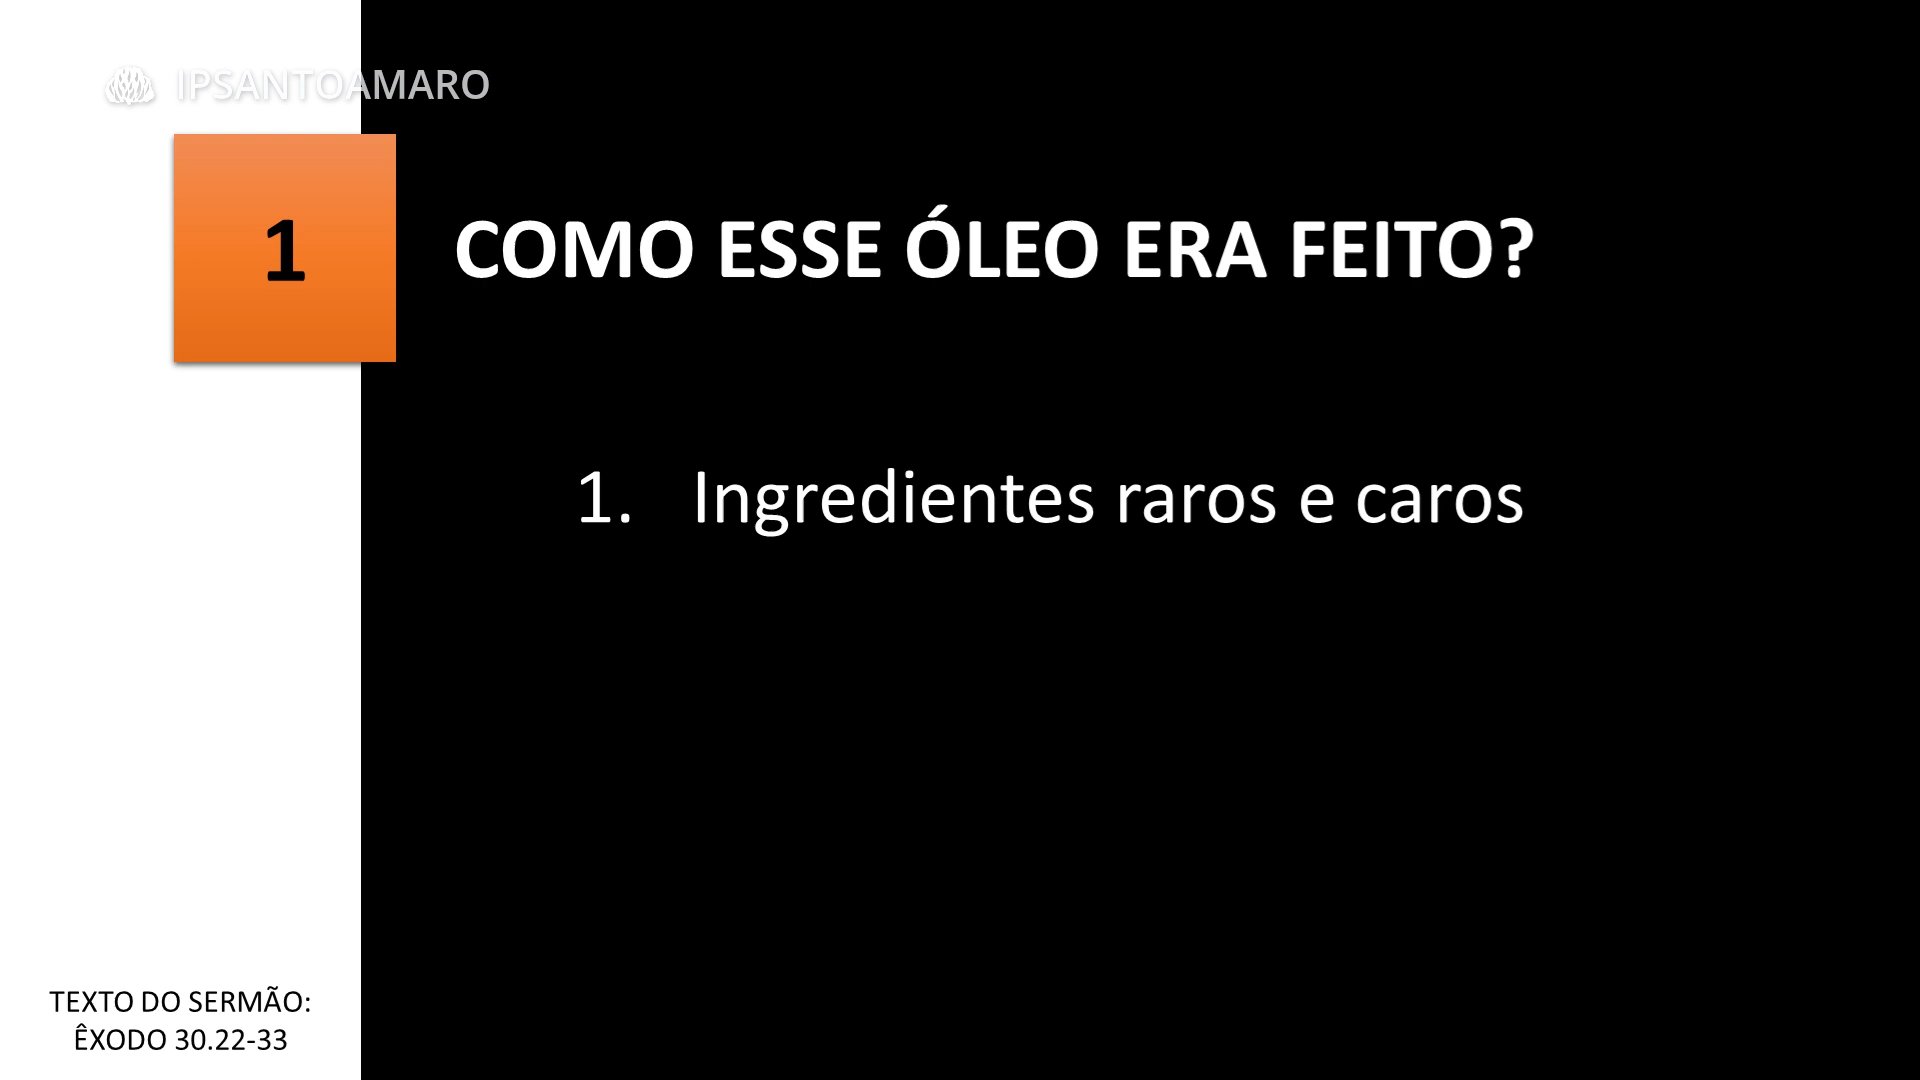 IPSANTOAMARO
1
COMO ESSE ÓLEO ERA FEITO?
1. Ingredientes raros e caros
TEXTO DO SERMÃO:
ÊXODO 30.22-33